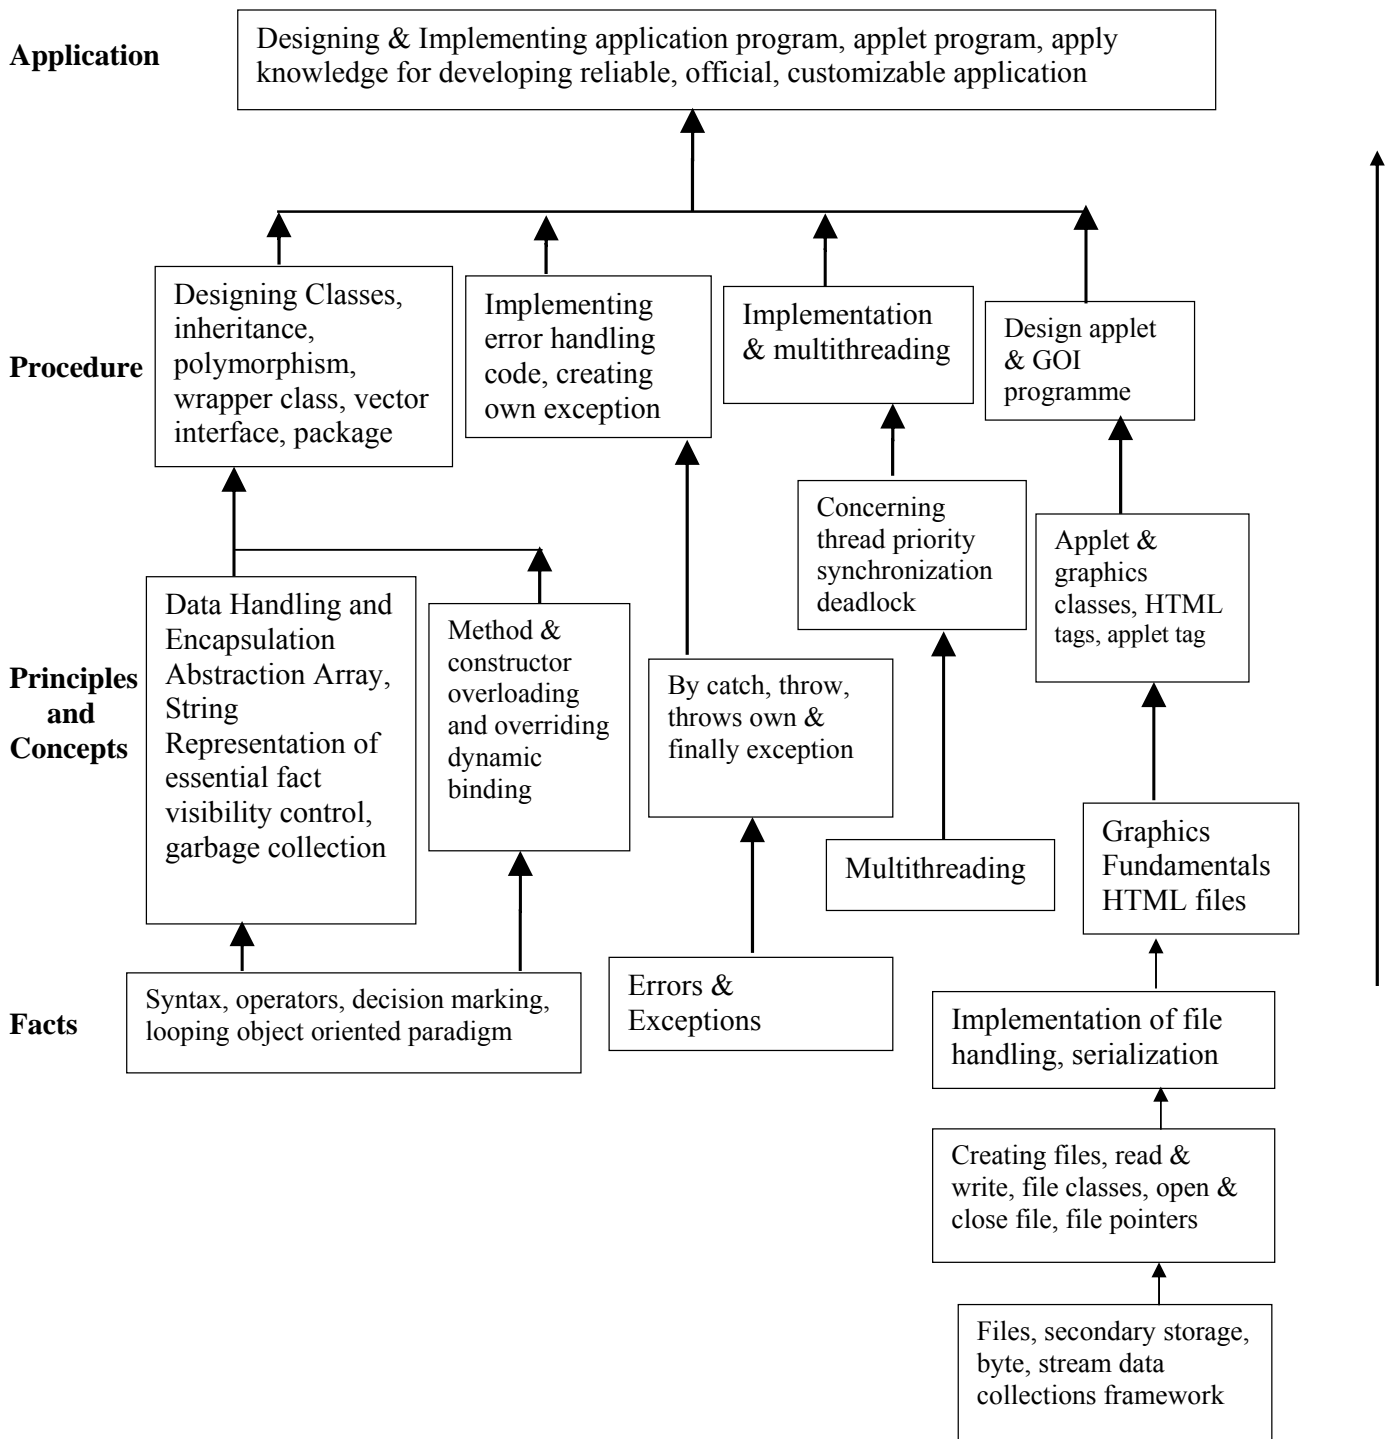 Application
Designing & Implementing application program, applet program, apply
knowledge for developing reliable, official, customizable application
Procedure
Designing Classes,
inheritance,
polymorphism,
wrapper class, vector
interface, package
Implementing
error handling
code, creating
own exception
Implementation
& multithreading
Design applet
& GOI
programme
Principles
and
Concepts
Data Handling and
Encapsulation
Abstraction Array,
String
Representation of
essential fact
visibility control,
garbage collection
Method &
constructor
overloading
and overriding
dynamic
binding
By catch, throw,
throws own &
finally exception
Concerning
thread priority
synchronization
deadlock
Applet &
graphics
classes, HTML
tags, applet tag
Multithreading
Graphics
Fundamentals
HTML files
Facts
Syntax, operators, decision marking,
looping object oriented paradigm
Errors &
Exceptions
Implementation of file
handling, serialization
Creating files, read &
write, file classes, open &
close file, file pointers
Files, secondary storage,
byte, stream data
collections framework